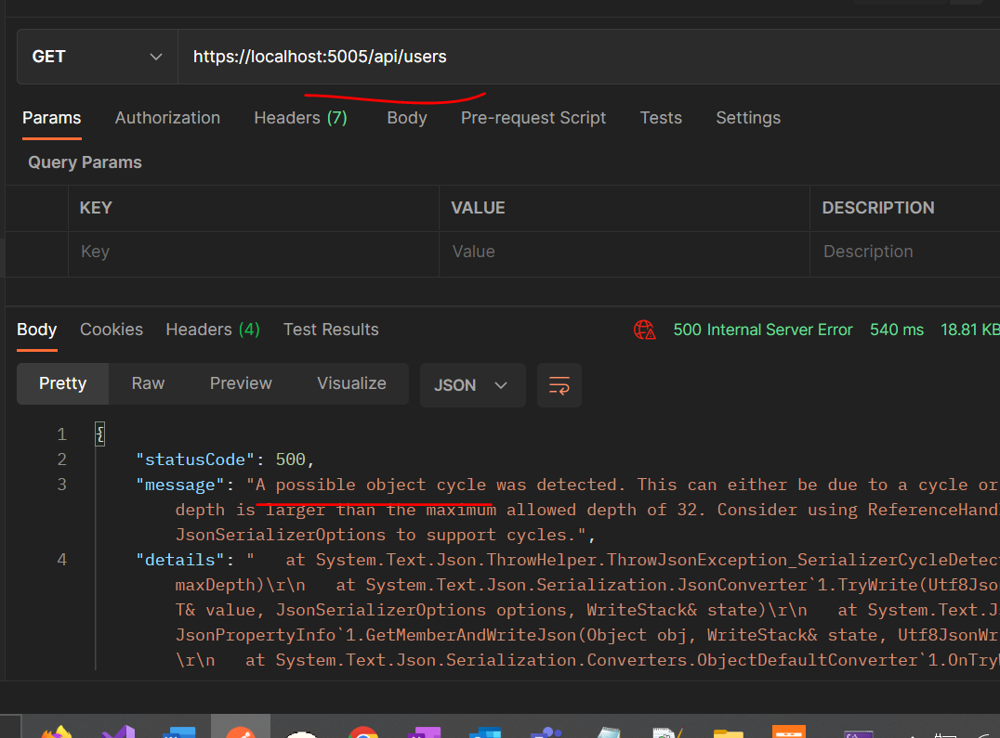 GET https://localhost:5005/api/users
Params Authorization Headers (7) Body Pre-request Script Tests Settings
Query Params
KEY VALUE DESCRIPTION
Key Value Description
Body Cookies Headers (4) Test Results 500 Internal Server Error 540 ms 18.81 KB
Pretty Raw Preview Visualize JSON
1 {
2 "statusCode": 500,
3 "message": "A possible object cycle was detected. This can either be due to a cycle or
depth is larger than the maximum allowed depth of 32. Consider using ReferenceHand
JsonSerializerOptions to support cycles.",
4 "details": "   at System.Text.Json.ThrowHelper.ThrowJsonException_SerializerCycleDetec
maxDepth)\r\n   at System.Text.Json.Serialization.JsonConverter`1.TryWrite(Utf8Jso
T& value, JsonSerializerOptions options, WriteStack& state)\r\n   at System.Text.J
JsonPropertyInfo`1.GetMemberAndWriteJson(Object obj, WriteStack& state, Utf8JsonWr
\r\n   at System.Text.Json.Serialization.Converters.ObjectDefaultConverter`1.OnTry